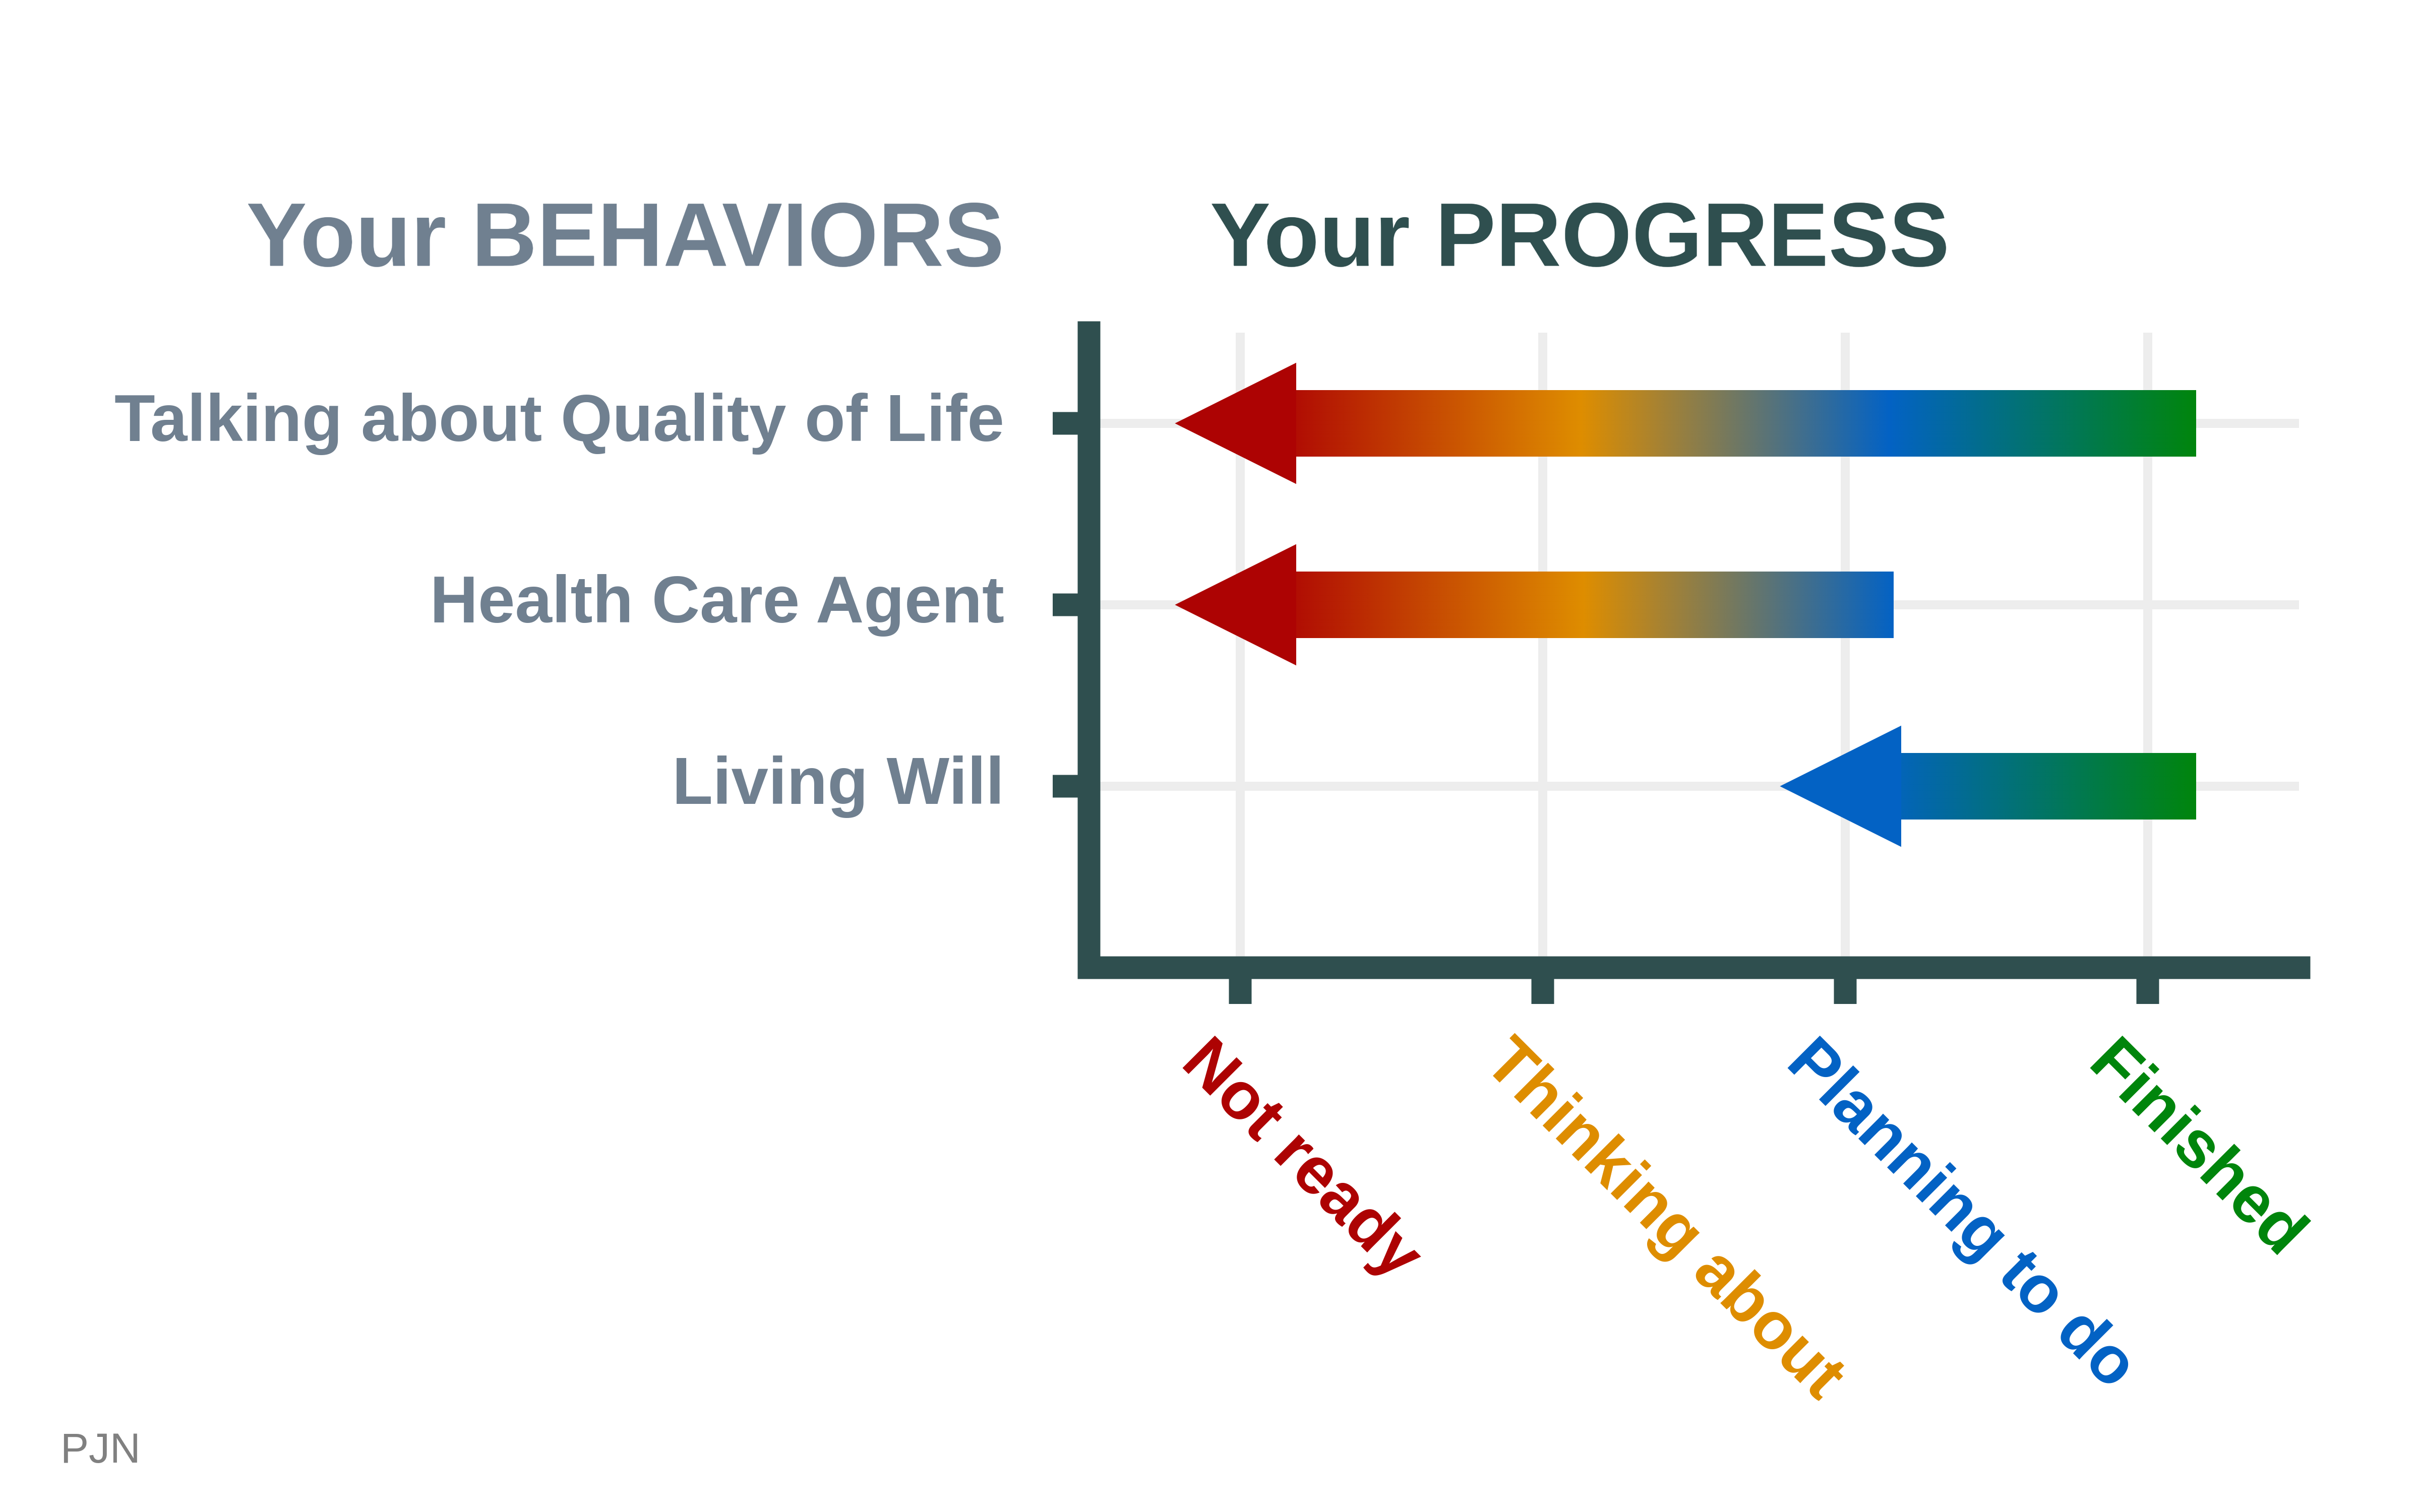 Your BEHAVIORS
Your PROGRESS
Talking about Quality of Life
Health Care Agent
Living Will
Not ready
Thinking about
Planning to do
Finished
PJN